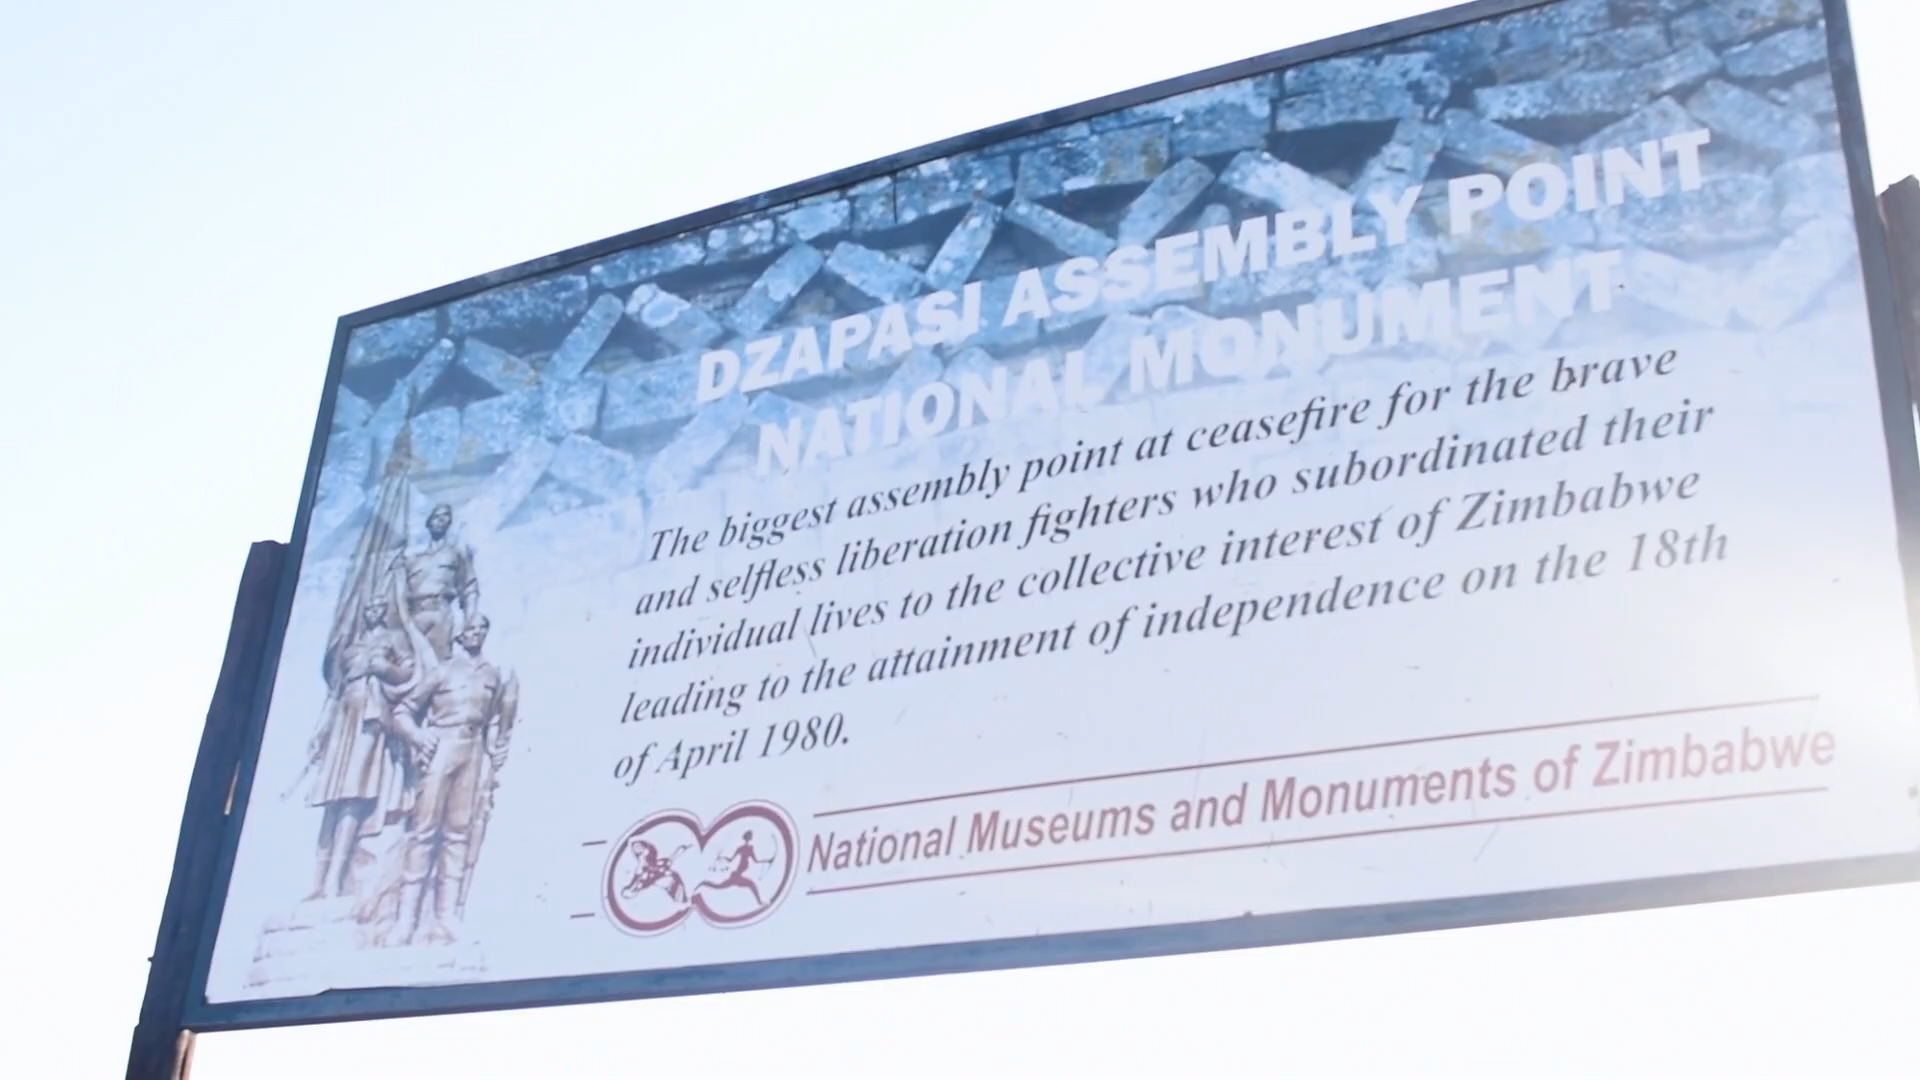 DZAPASI ASSEMBLY POINT
NATIONAL MONUMENT
The biggest assembly point at ceasefire for the brave
and selfless liberation fighters who subordinated their
individual lives to the collective interest of Zimbabwe
leading to the attainment of independence on the 18th
of April 1980.
National Museums and Monuments of Zimbabwe